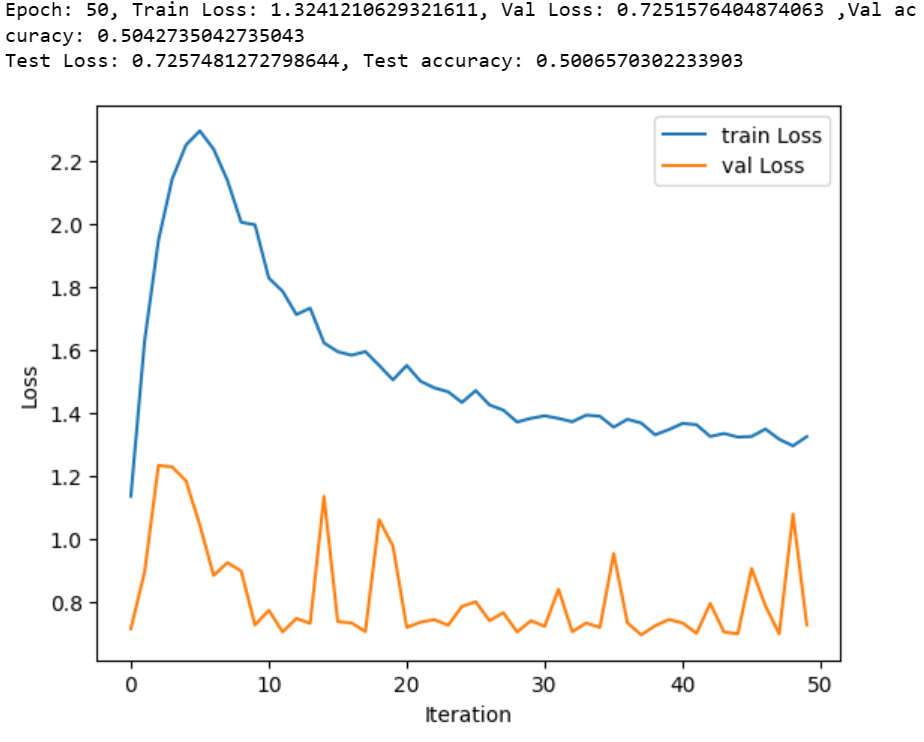 Epoch: 50, Train Loss: 1.3241210629321611, Val Loss: 0.7251576404874063 ,Val ac
curacy: 0.5042735042735043
Test Loss: 0.7257481272798644, Test accuracy: 0.5006570302233903
train Loss
val Loss
2.2
2.0
1.8
1.6
1.4
1.2
1.0
0.8
Loss
0 10 20 30 40 50
Iteration